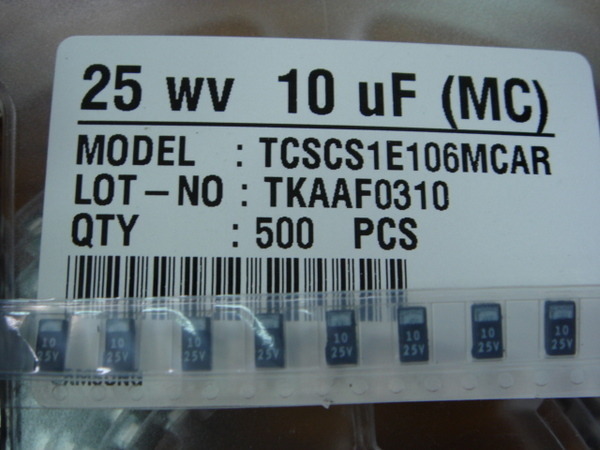 25 WV 10 uF (MC)
MODEL : TCSCS1E106MCAR
LOT-NO : TKAAF0310
QTY : 500 PCS
10 10 10 10 10 10 10 10
25V 25V 25V 25V 25V 25V 25V 25V
SAMSUNG